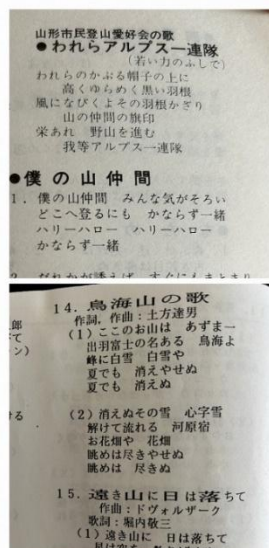 山形市民登山愛好会の歌
●われらアルプス一連隊
(若い力のふしで)
われらのかぶる帽子の上に
高くゆらめく黒い羽根
風になびくよその羽根かざり
山の仲間の旗印
栄あれ 野山を進む
我等アルプス一連隊
●僕の山仲間
1. 僕の山仲間 みんな気がそろい
どこへ登るにも かならず一緒
ハリーハロー ハリーハロー
かならず一緒
14. 鳥海山の歌
作詞,作曲:土方達男
(1) ここのお山は あずまー
出羽富士の名ある 鳥海よ
峰に白雪 白雪や
夏でも 消えやせぬ
夏でも 消えぬ
(2) 消えぬその雪 心字雪
解けて流れる 河原宿
お花畑や 花畑
眺めは尽きやせぬ
眺めは 尽きぬ
15. 遠き山に日は落ちて
作曲:ドヴォルザーク
歌詞:堀内敬三
(1) 遠き山に 日は落ちて